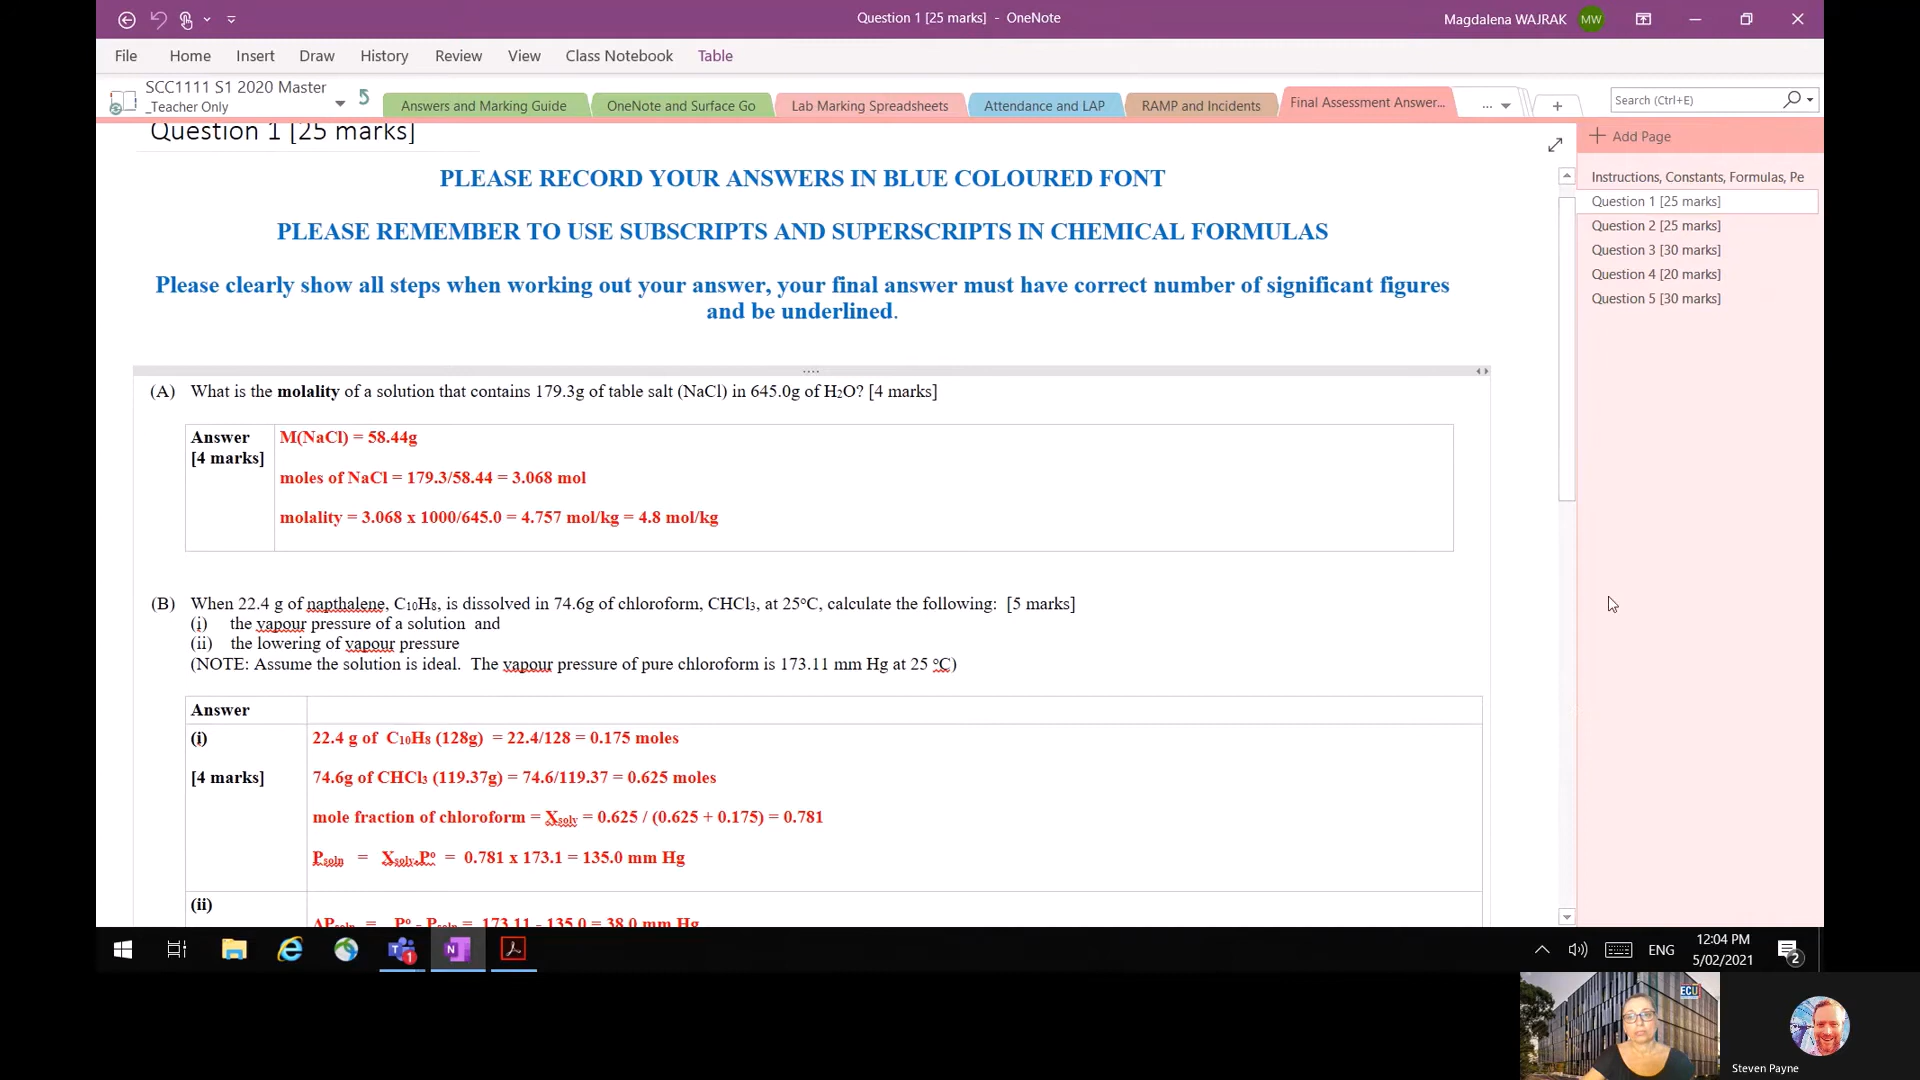 Question 1 [25 marks] - OneNote
Magdalena WAJRAK MW
File Home Insert Draw History Review View Class Notebook Table
SCC1111 S1 2020 Master
_Teacher Only
Answers and Marking Guide OneNote and Surface Go Lab Marking Spreadsheets Attendance and LAP RAMP and Incidents Final Assessment Answer... ... + Search (Ctrl+E)
Question 1 [25 marks]
PLEASE RECORD YOUR ANSWERS IN BLUE COLOURED FONT
PLEASE REMEMBER TO USE SUBSCRIPTS AND SUPERSCRIPTS IN CHEMICAL FORMULAS
Please clearly show all steps when working out your answer, your final answer must have correct number of significant figures
and be underlined.
(A) What is the molality of a solution that contains 179.3g of table salt (NaCl) in 645.0g of H₂O? [4 marks]
Answer
[4 marks]
M(NaCl) = 58.44g
moles of NaCl = 179.3/58.44 = 3.068 mol
molality = 3.068 x 1000/645.0 = 4.757 mol/kg = 4.8 mol/kg
(B) When 22.4 g of napthalene, C₁₀H₈, is dissolved in 74.6g of chloroform, CHCl₃, at 25°C, calculate the following: [5 marks]
(i) the vapour pressure of a solution and
(ii) the lowering of vapour pressure
(NOTE: Assume the solution is ideal. The vapour pressure of pure chloroform is 173.11 mm Hg at 25 °C)
Answer
(i)
[4 marks]
22.4 g of C₁₀H₈ (128g) = 22.4/128 = 0.175 moles
74.6g of CHCl₃ (119.37g) = 74.6/119.37 = 0.625 moles
mole fraction of chloroform = Xsolv = 0.625 / (0.625 + 0.175) = 0.781
Psoln = Xsolv.P° = 0.781 x 173.1 = 135.0 mm Hg
(ii)
ΔPsoln = P° - Psoln = 173.11 - 135.0 = 38.0 mm Hg
Add Page
Instructions, Constants, Formulas, Pe
Question 1 [25 marks]
Question 2 [25 marks]
Question 3 [30 marks]
Question 4 [20 marks]
Question 5 [30 marks]
1
ENG
12:04 PM
5/02/2021
2
ECU
Steven Payne